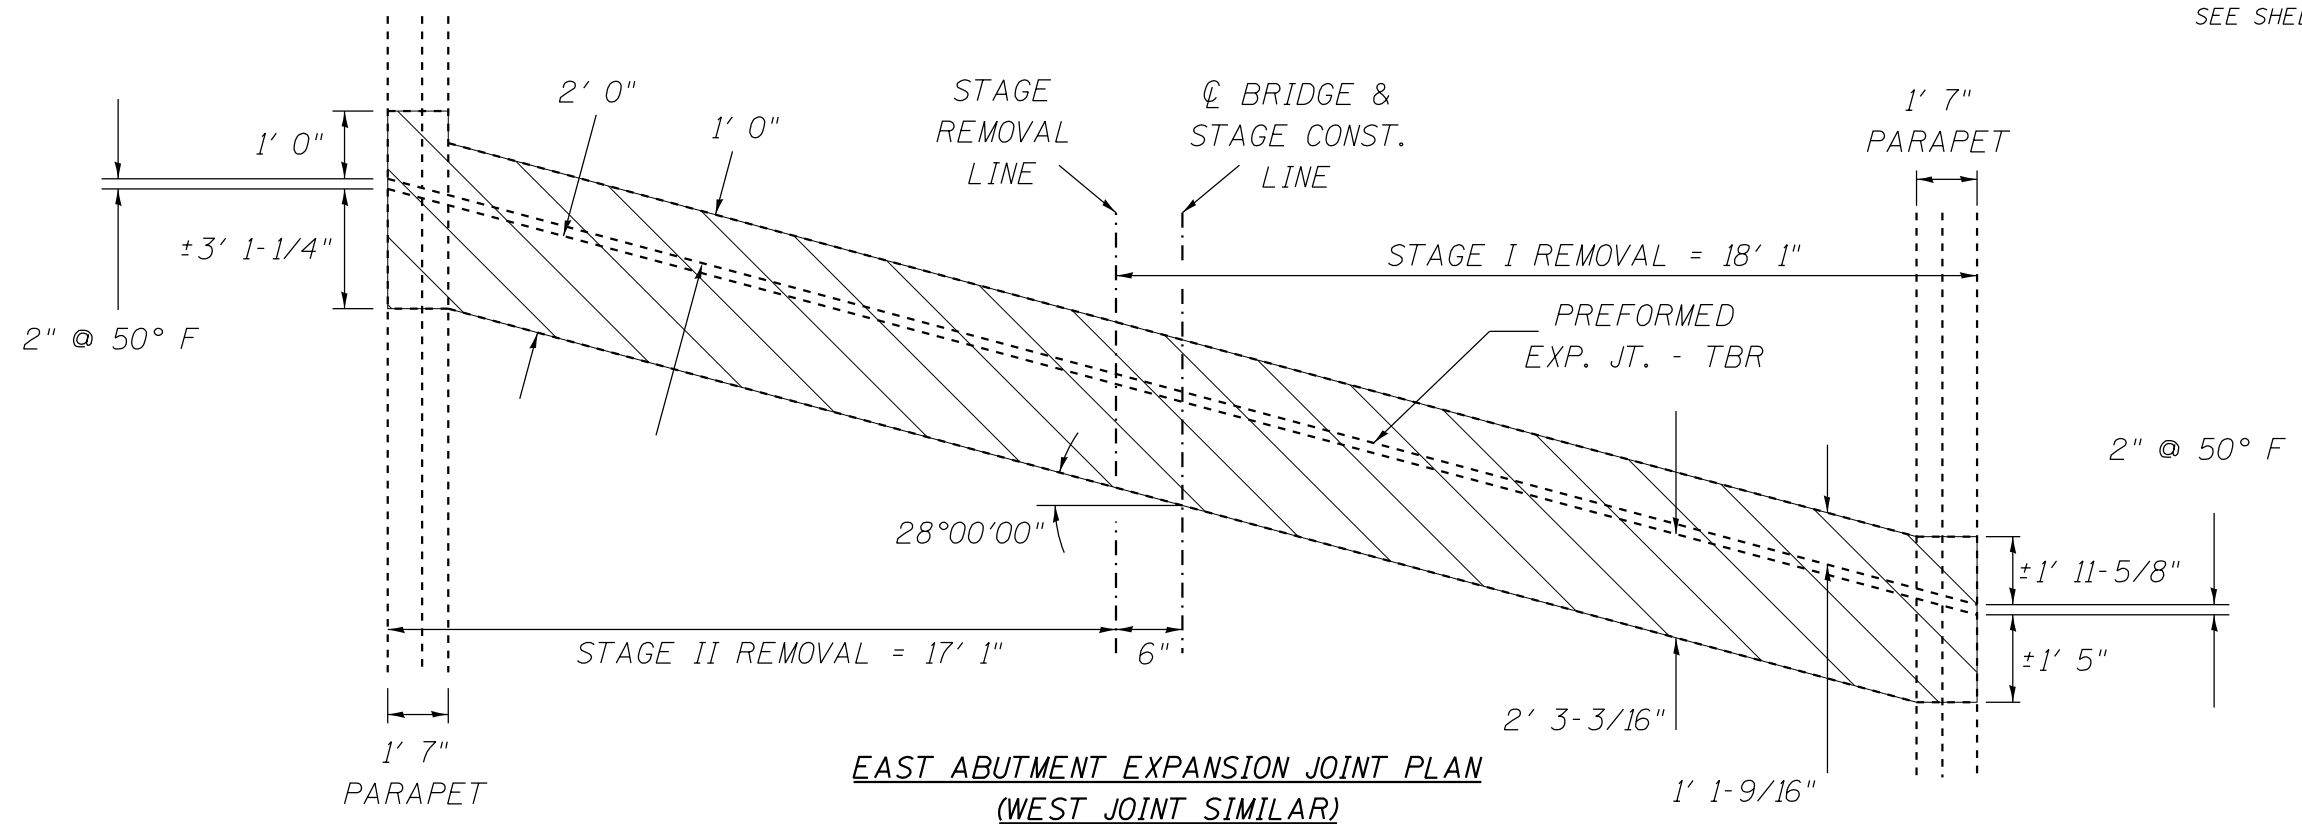 SEE SHEE
2' 0"
1' 0"
STAGE
REMOVAL
LINE
℄ BRIDGE &
STAGE CONST.
LINE
1' 7"
PARAPET
1' 0"
±3' 1-1/4"
2" @ 50° F
STAGE I REMOVAL = 18' 1"
PREFORMED
EXP. JT. - TBR
2" @ 50° F
28°00'00"
±1' 11-5/8"
±1' 5"
STAGE II REMOVAL = 17' 1"
6"
2' 3-3/16"
1' 1-9/16"
1' 7"
PARAPET
EAST ABUTMENT EXPANSION JOINT PLAN
(WEST JOINT SIMILAR)